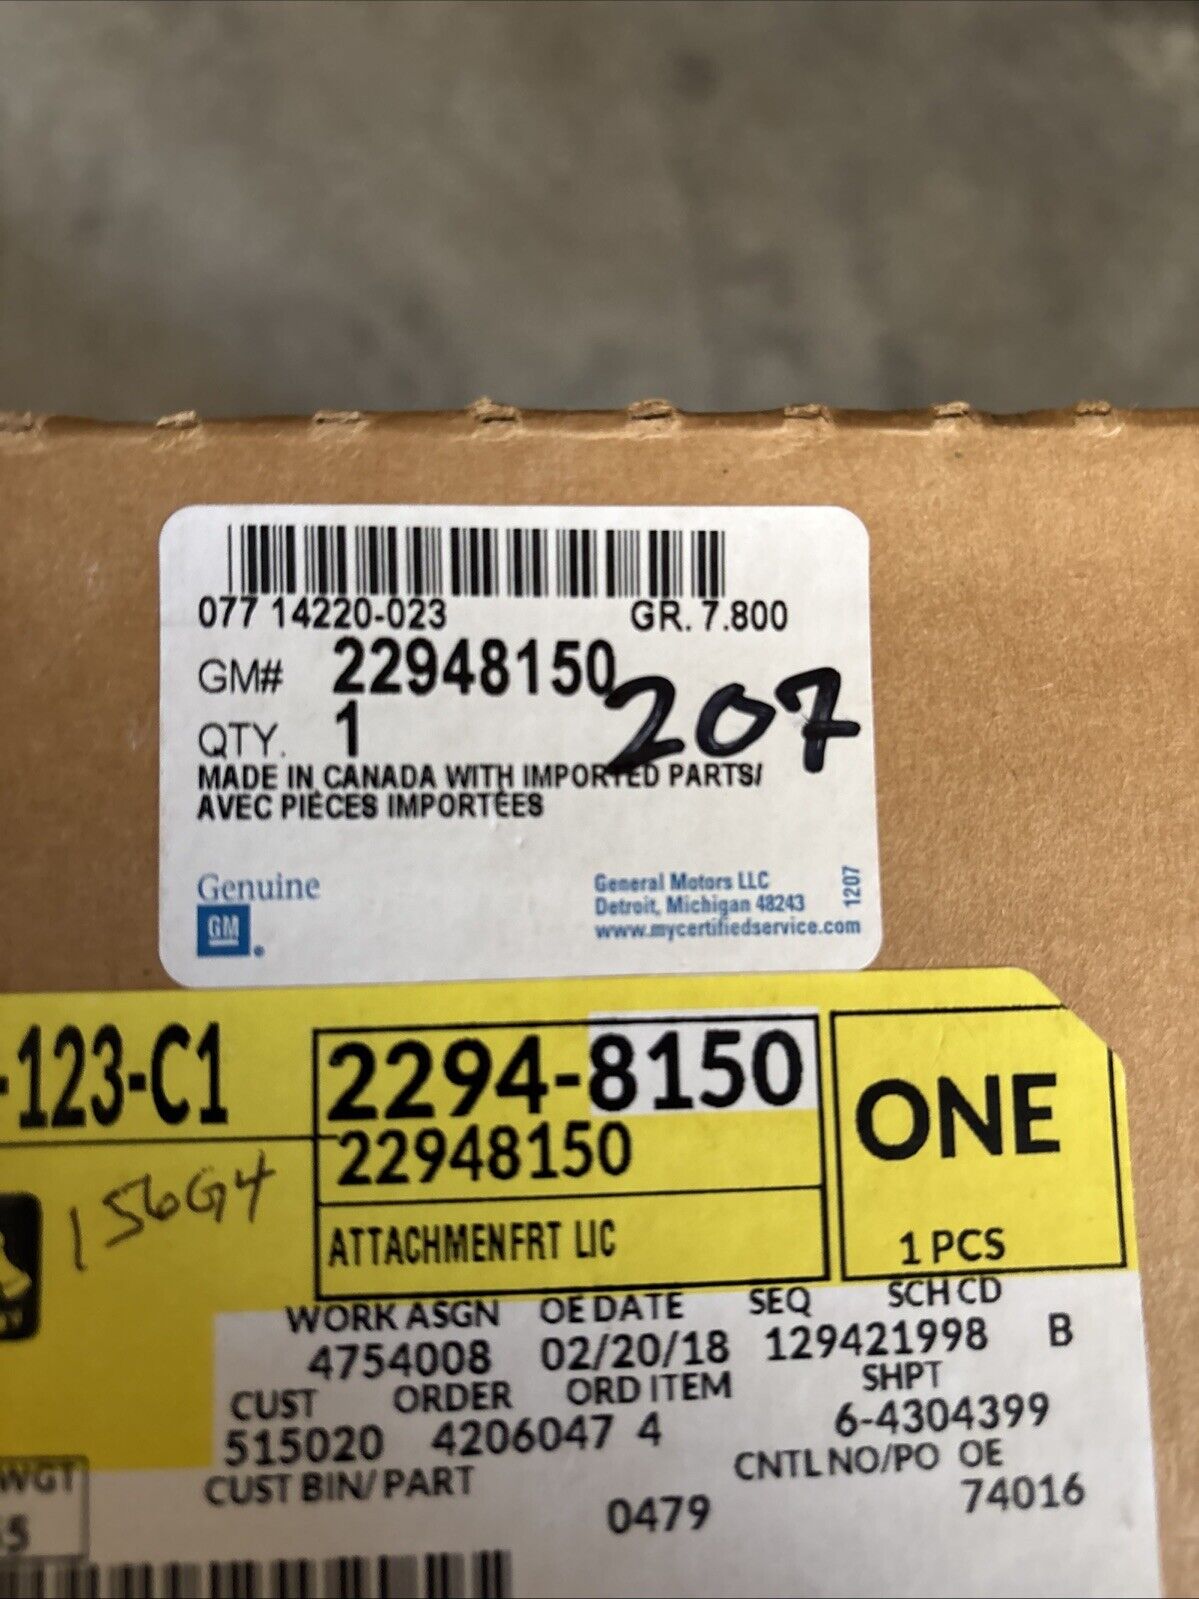 077 14220-023 GR. 7.800
GM# 22948150
207
QTY. 1
MADE IN CANADA WITH IMPORTED PARTS/
AVEC PIÈCES IMPORTÉES
Genuine
GM
General Motors LLC
Detroit, Michigan 48243
www.mycertifiedservice.com
1207
-123-C1
2294-8150
22948150
ONE
156G4
ATTACHMENFRT LIC
1 PCS
WORK ASGN OE DATE SEQ SCH CD
4754008 02/20/18 129421998 B
CUST ORDER ORD ITEM SHPT
515020 4206047 4 6-4304399
CUST BIN/PART CNTL NO/PO OE
0479 74016
WGT